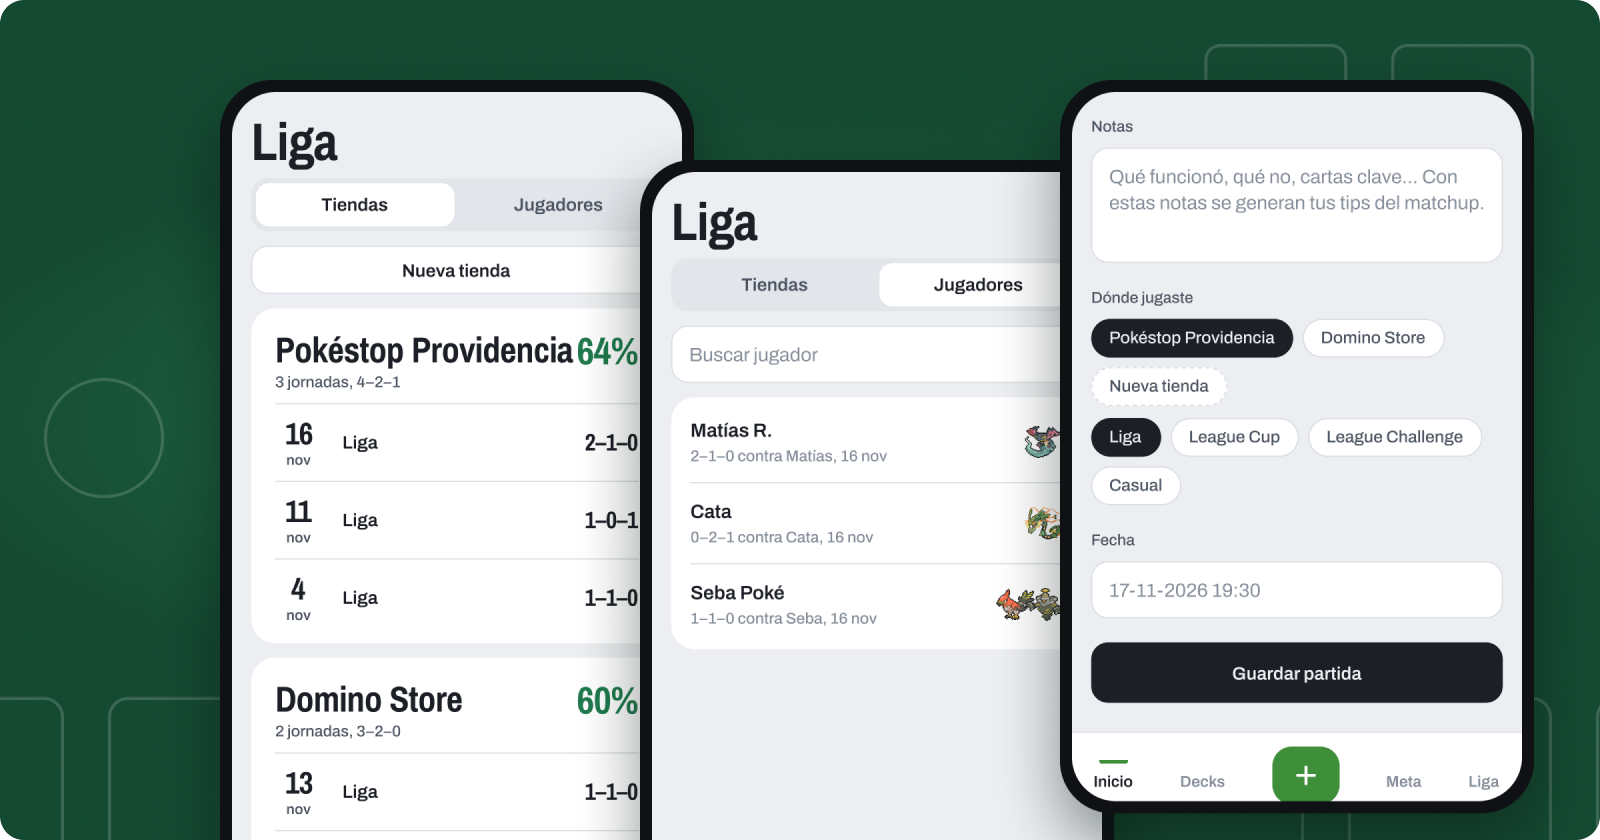 Liga
Tiendas Jugadores
Nueva tienda
Pokéstop Providencia 64%
3 jornadas, 4–2–1
16 nov Liga 2–1–0
11 nov Liga 1–0–1
4 nov Liga 1–1–0
Domino Store 60%
2 jornadas, 3–2–0
13 nov Liga 1–1–0
Liga
Tiendas Jugadores
Buscar jugador
Matías R.
2–1–0 contra Matías, 16 nov
Cata
0–2–1 contra Cata, 16 nov
Seba Poké
1–1–0 contra Seba, 16 nov
Notas
Qué funcionó, qué no, cartas clave... Con
estas notas se generan tus tips del matchup.
Dónde jugaste
Pokéstop Providencia Domino Store
Nueva tienda
Liga League Cup League Challenge
Casual
Fecha
17-11-2026 19:30
Guardar partida
Inicio Decks + Meta Liga